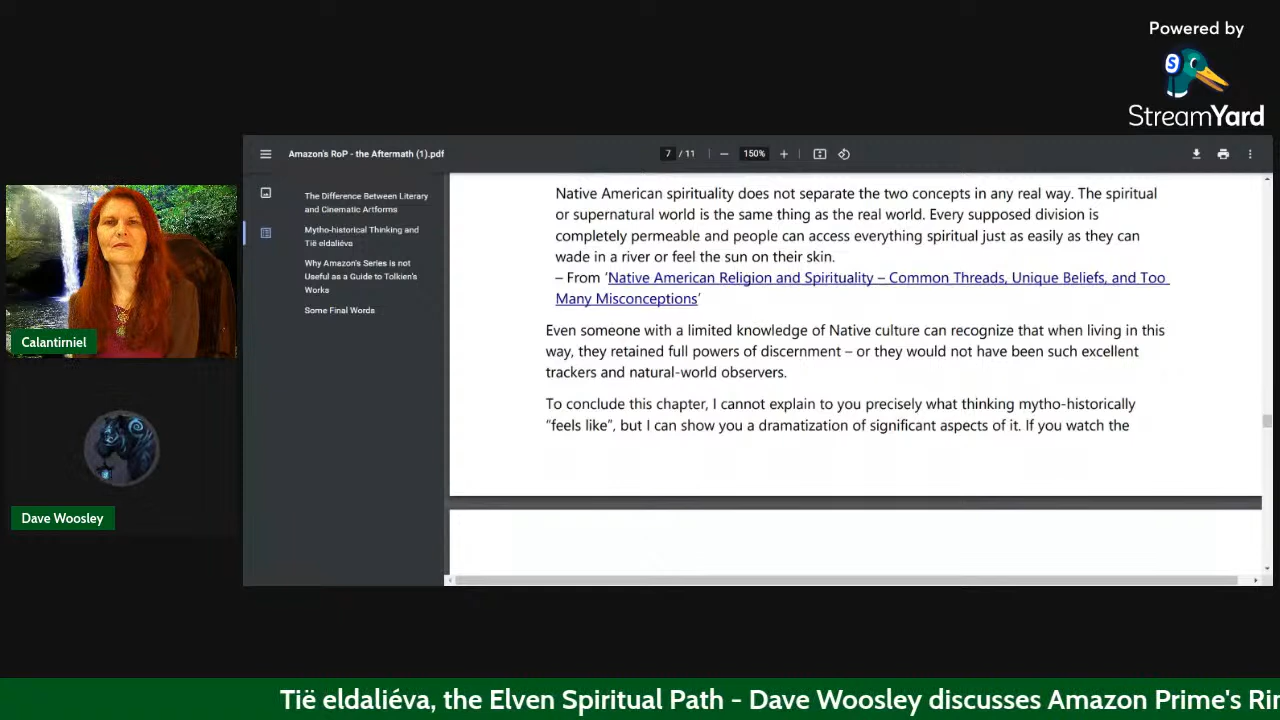 Powered by
StreamYard
Amazon's RoP - the Aftermath (1).pdf
7 / 11
150%
The Difference Between Literary
and Cinematic Artforms
Mytho-historical Thinking and
Tië eldaliéva
Why Amazon's Series is not
Useful as a Guide to Tolkien's
Works
Some Final Words
Native American spirituality does not separate the two concepts in any real way. The spiritual
or supernatural world is the same thing as the real world. Every supposed division is
completely permeable and people can access everything spiritual just as easily as they can
wade in a river or feel the sun on their skin.
– From ‘Native American Religion and Spirituality – Common Threads, Unique Beliefs, and Too
Many Misconceptions’
Even someone with a limited knowledge of Native culture can recognize that when living in this
way, they retained full powers of discernment – or they would not have been such excellent
trackers and natural-world observers.
To conclude this chapter, I cannot explain to you precisely what thinking mytho-historically
“feels like”, but I can show you a dramatization of significant aspects of it. If you watch the
Calantirniel
Dave Woosley
Tië eldaliéva, the Elven Spiritual Path - Dave Woosley discusses Amazon Prime's Rin